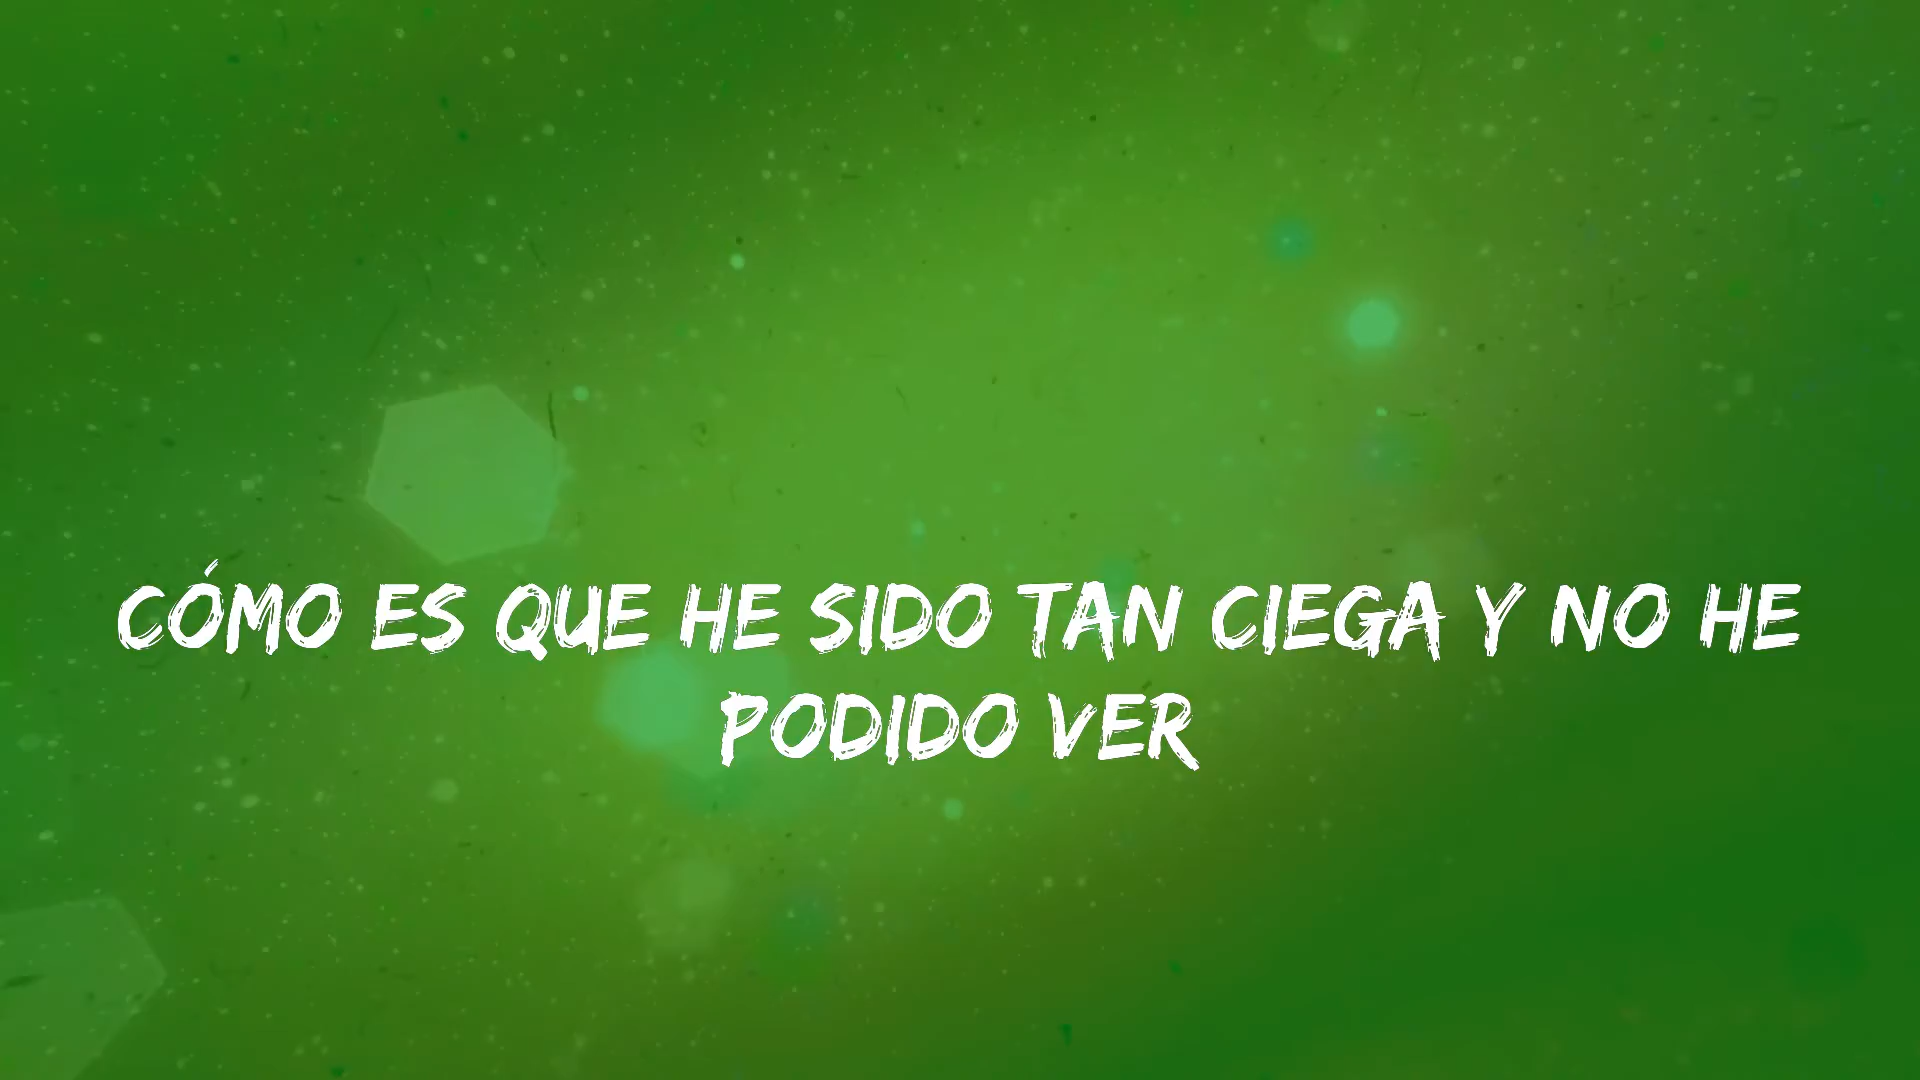 CÓMO ES QUE HE SIDO TAN CIEGA Y NO HE
PODIDO VER